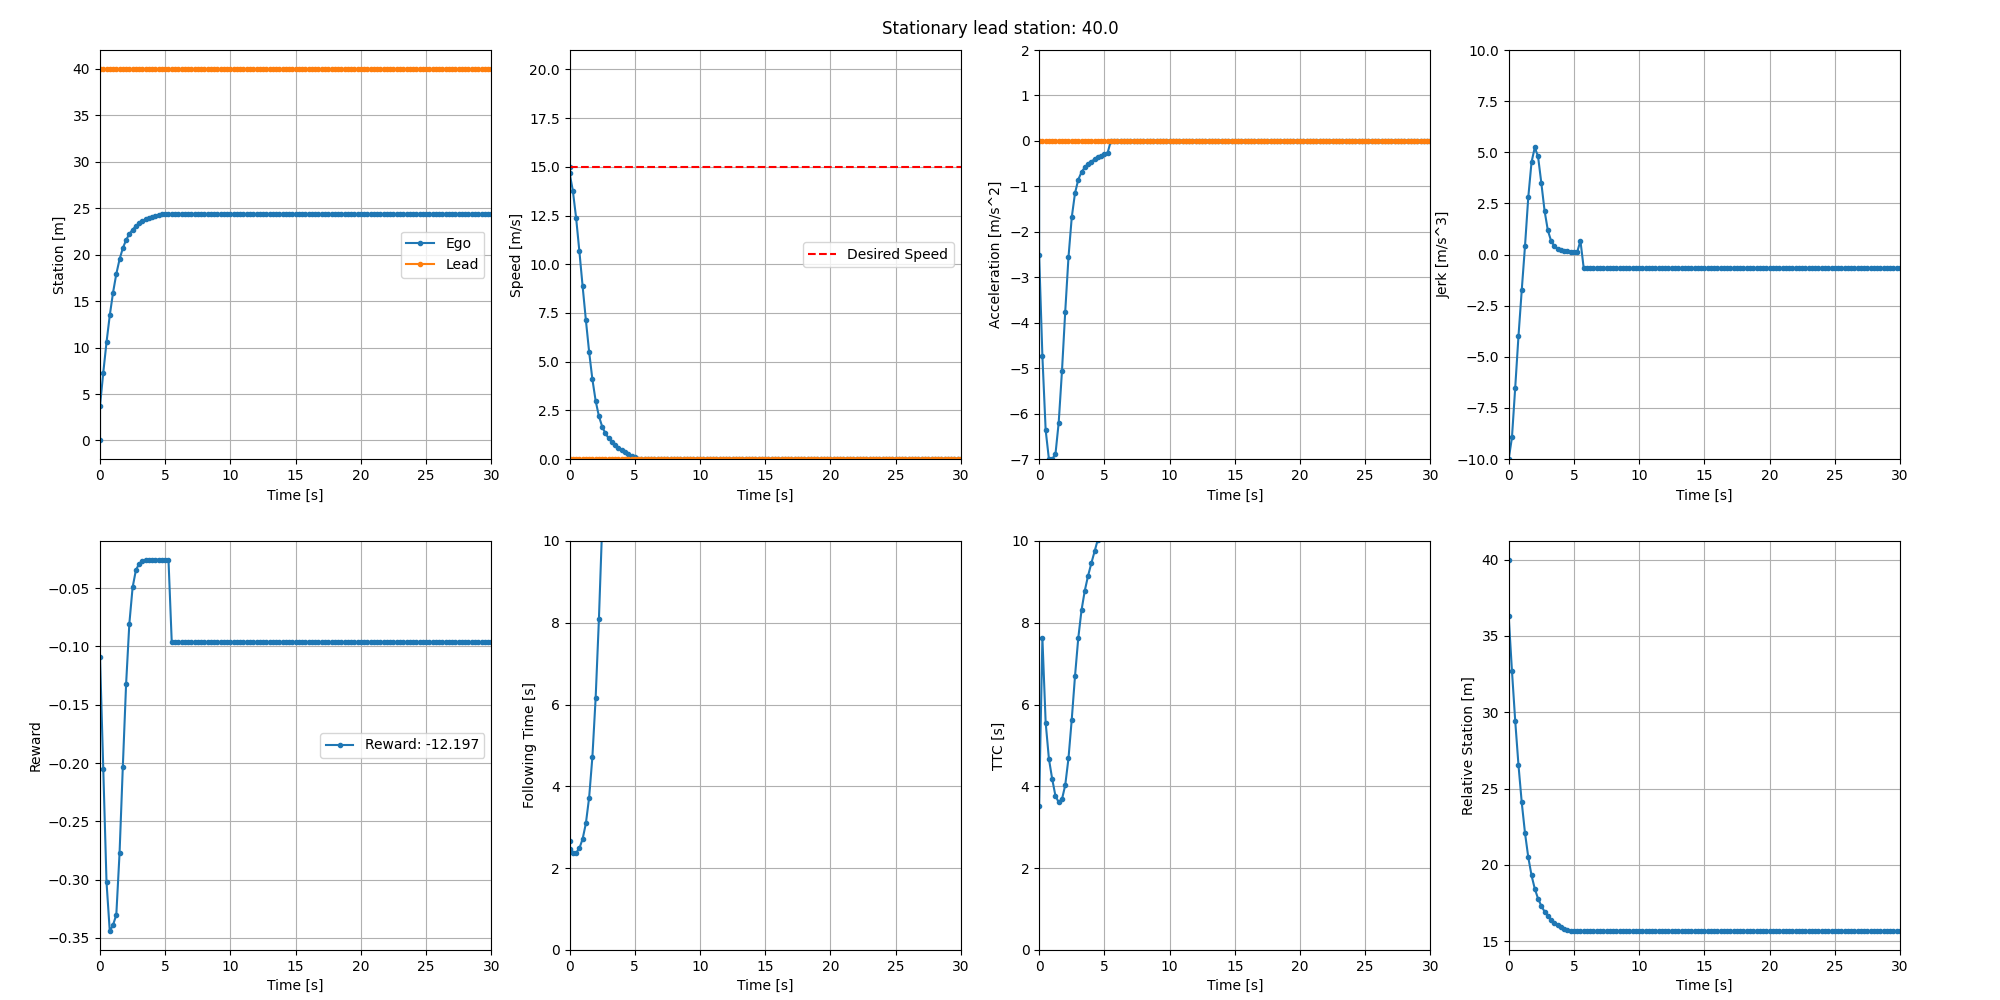 Stationary lead station: 40.0
40
35
30
25
20
15
10
5
0
Station [m]
Ego
Lead
0 5 10 15 20 25 30
Time [s]
20.0
17.5
15.0
12.5
10.0
7.5
5.0
2.5
0.0
Speed [m/s]
Desired Speed
0 5 10 15 20 25 30
Time [s]
2
1
0
−1
−2
−3
−4
−5
−6
−7
Acceleration [m/s^2]
0 5 10 15 20 25 30
Time [s]
10.0
7.5
5.0
2.5
0.0
−2.5
−5.0
−7.5
−10.0
Jerk [m/s^3]
0 5 10 15 20 25 30
Time [s]
−0.05
−0.10
−0.15
−0.20
−0.25
−0.30
−0.35
Reward
Reward: -12.197
0 5 10 15 20 25 30
Time [s]
10
8
6
4
2
0
Following Time [s]
0 5 10 15 20 25 30
Time [s]
10
8
6
4
2
0
TTC [s]
0 5 10 15 20 25 30
Time [s]
40
35
30
25
20
15
Relative Station [m]
0 5 10 15 20 25 30
Time [s]